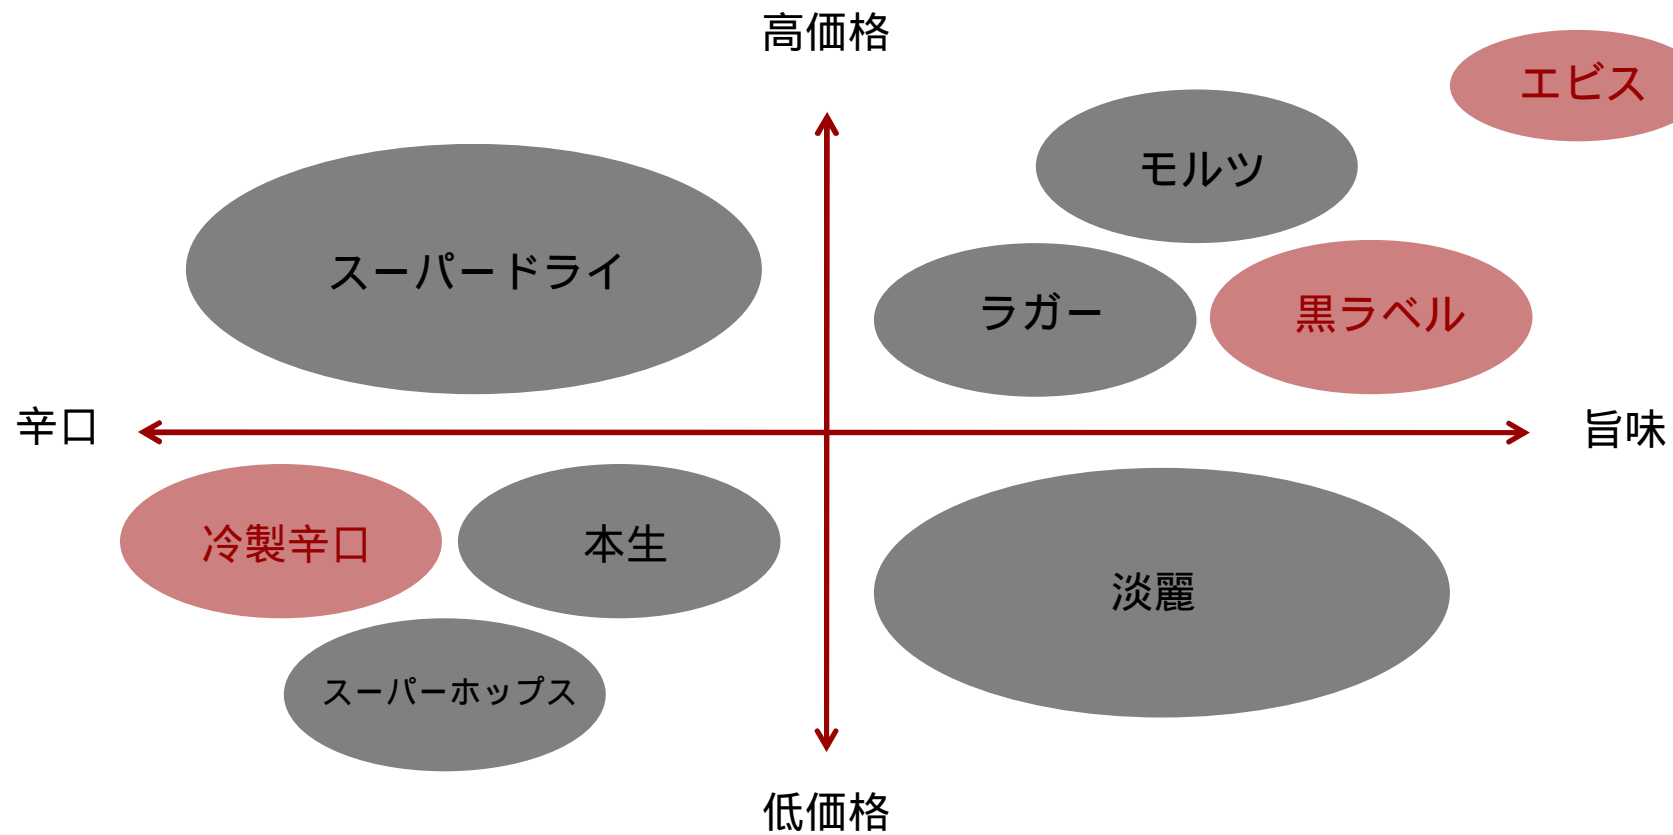 高価格
エビス
モルツ
スーパードライ
ラガー
黒ラベル
辛口
旨味
冷製辛口
本生
淡麗
スーパーホップス
低価格